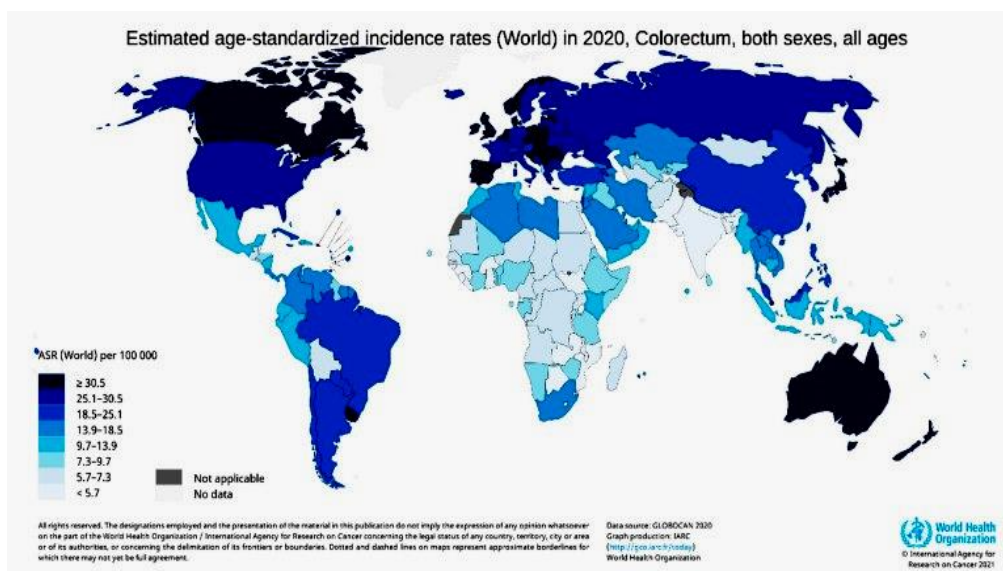 Estimated age-standardized incidence rates (World) in 2020, Colorectum, both sexes, all ages
ASR (World) per 100 000
≥ 30.5
25.1–30.5
18.5–25.1
13.9–18.5
9.7–13.9
7.3–9.7
5.7–7.3
< 5.7
Not applicable
No data
All rights reserved. The designations employed and the presentation of the material in this publication do not imply the expression of any opinion whatsoever
on the part of the World Health Organization / International Agency for Research on Cancer concerning the legal status of any country, territory, city or area
or of its authorities, or concerning the delimitation of its frontiers or boundaries. Dotted and dashed lines on maps represent approximate borderlines for
which there may not yet be full agreement.
Data source: GLOBOCAN 2020
Graph production: IARC
(http://gco.iarc.fr/today)
World Health Organization
World Health
Organization
© International Agency for
Research on Cancer 2021